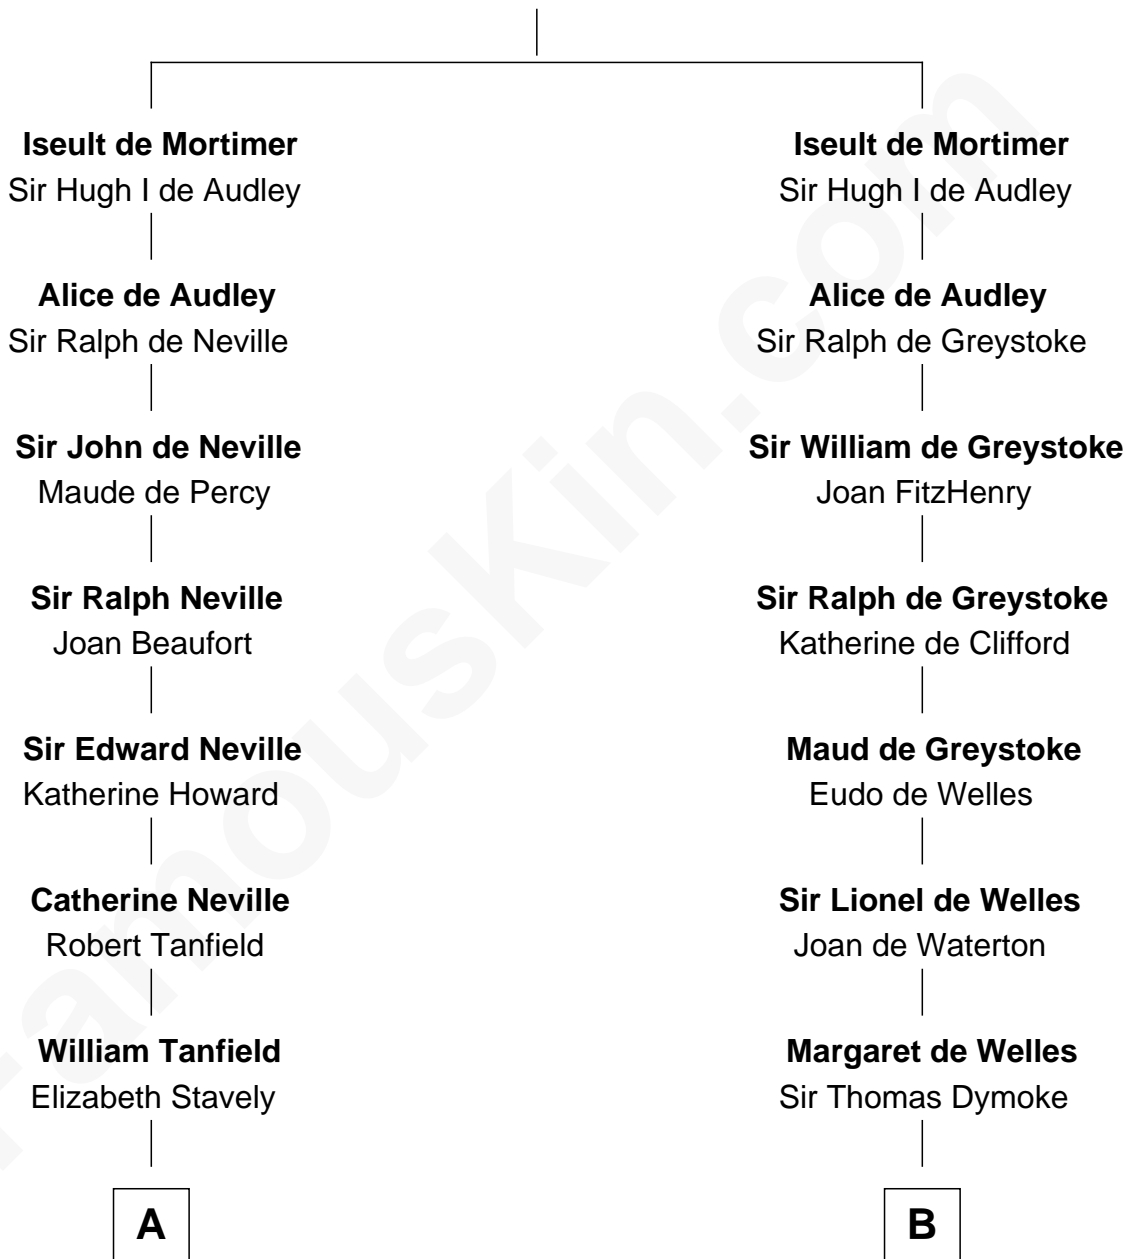 Iseult de Mortimer
Sir Hugh I de Audley
Alice de Audley
Sir Ralph de Neville
Sir John de Neville
Maude de Percy
Sir Ralph Neville
Joan Beaufort
Sir Edward Neville
Katherine Howard
Catherine Neville
Robert Tanfield
William Tanfield
Elizabeth Stavely
A
Iseult de Mortimer
Sir Hugh I de Audley
Alice de Audley
Sir Ralph de Greystoke
Sir William de Greystoke
Joan FitzHenry
Sir Ralph de Greystoke
Katherine de Clifford
Maud de Greystoke
Eudo de Welles
Sir Lionel de Welles
Joan de Waterton
Margaret de Welles
Sir Thomas Dymoke
B
FamousKin.com